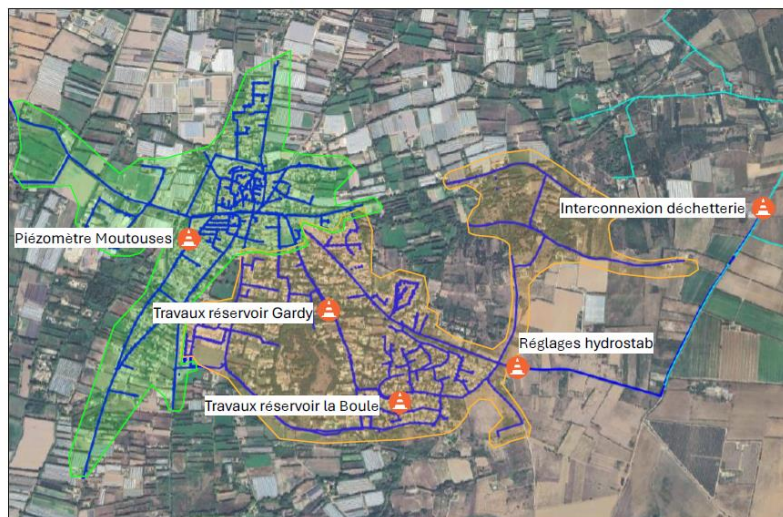 Interconnexion déchetterie
Piézomètre Moutouses
Travaux réservoir Gardy
Réglages hydrostab
Travaux réservoir la Boule